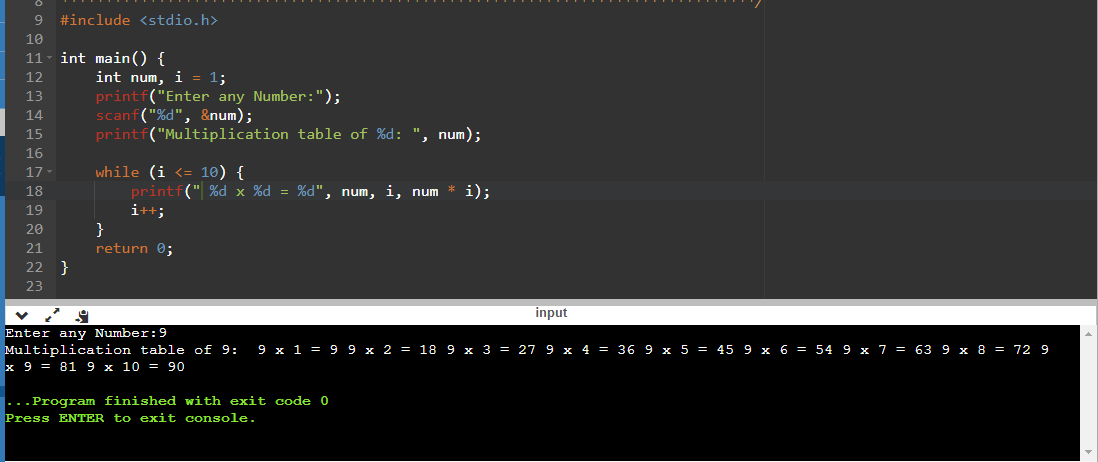 8 ******************************************************************************/
9 #include <stdio.h>
10
11 int main() {
12     int num, i = 1;
13     printf("Enter any Number:");
14     scanf("%d", &num);
15     printf("Multiplication table of %d: ", num);
16
17     while (i <= 10) {
18         printf(" %d x %d = %d", num, i, num * i);
19         i++;
20     }
21     return 0;
22 }
23
input
Enter any Number:9
Multiplication table of 9:  9 x 1 = 9 9 x 2 = 18 9 x 3 = 27 9 x 4 = 36 9 x 5 = 45 9 x 6 = 54 9 x 7 = 63 9 x 8 = 72 9
x 9 = 81 9 x 10 = 90
...Program finished with exit code 0
Press ENTER to exit console.